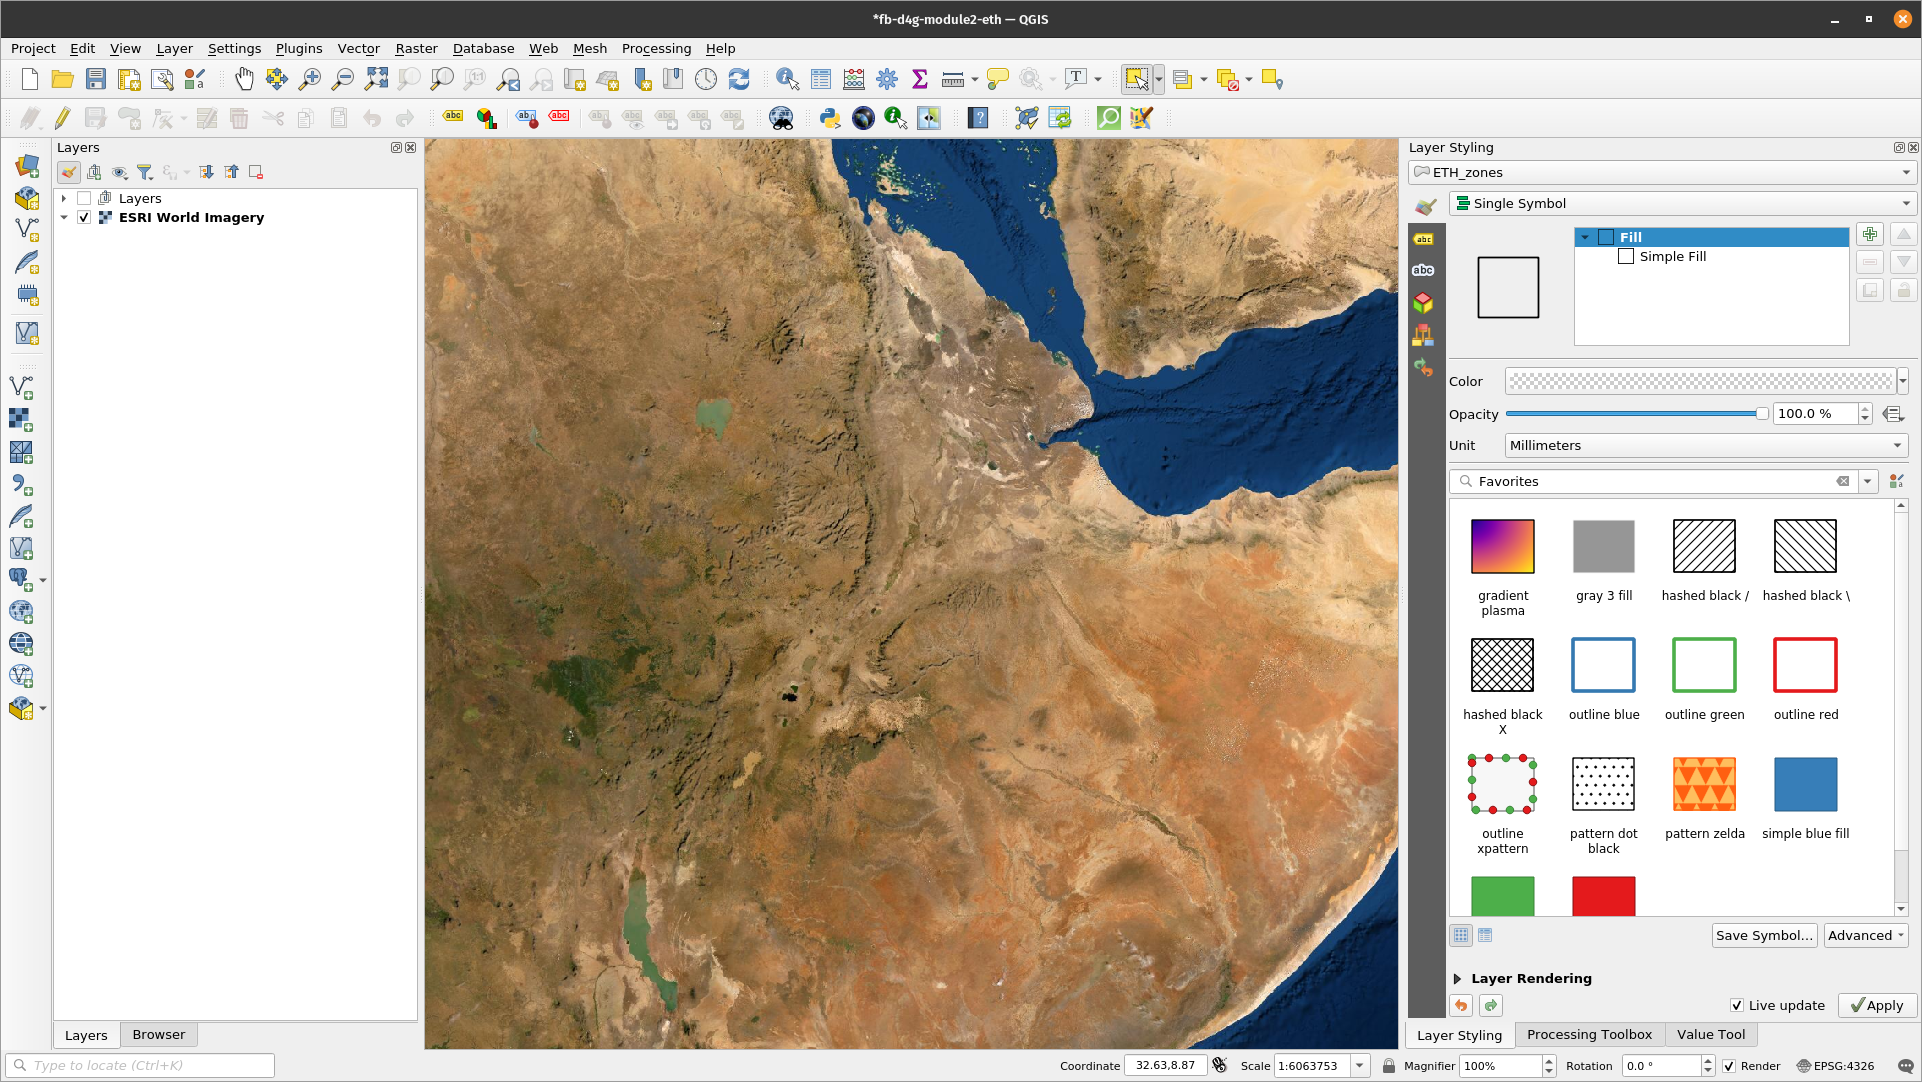 *fb-d4g-module2-eth — QGIS
Project Edit View Layer Settings Plugins Vector Raster Database Web Mesh Processing Help
Layers
Layers
ESRI World Imagery
Layers Browser
Type to locate (Ctrl+K)
Layer Styling
ETH_zones
Single Symbol
Fill
Simple Fill
Color
Opacity 100.0 %
Unit Millimeters
Favorites
gradient plasma
gray 3 fill
hashed black /
hashed black \
hashed black X
outline blue
outline green
outline red
outline xpattern
pattern dot black
pattern zelda
simple blue fill
Save Symbol... Advanced
Layer Rendering
Live update Apply
Layer Styling Processing Toolbox Value Tool
Coordinate 32.63,8.87 Scale 1:6063753 Magnifier 100% Rotation 0.0 ° Render EPSG:4326